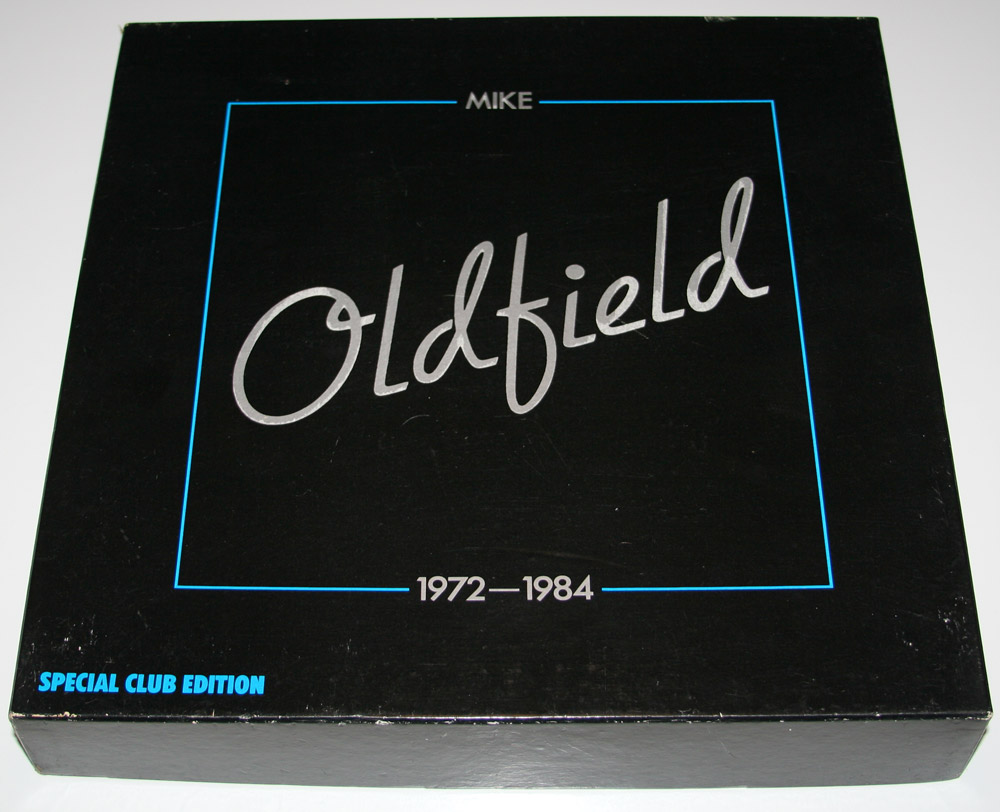 MIKE
Oldfield
1972—1984
SPECIAL CLUB EDITION